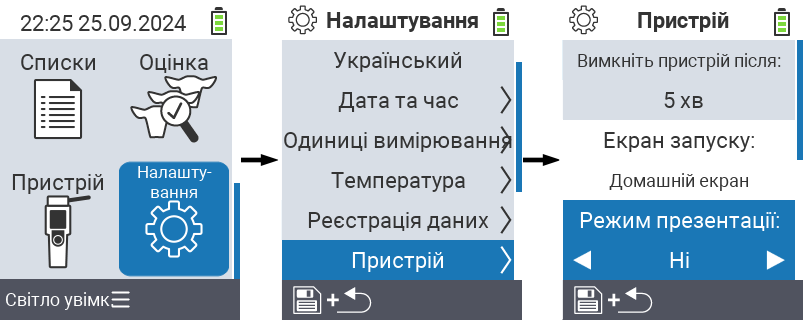 22:25 25.09.2024
Списки
Оцінка
Пристрій
Налашту-
вання
Світло увімк.
Налаштування
Український
Дата та час
Одиниці вимірювання
Температура
Реєстрація даних
Пристрій
Пристрій
Вимкніть пристрій після:
5 хв
Екран запуску:
Домашній екран
Режим презентації:
Ні